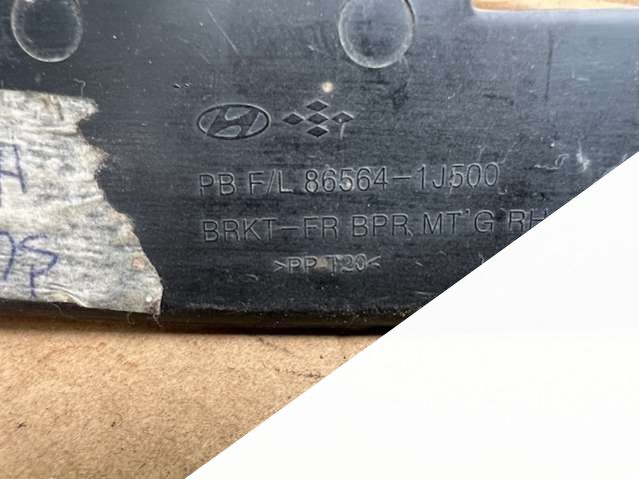 PB F/L 86564-1J500
BRKT-FR BPR MT'G RH
>PP T20<